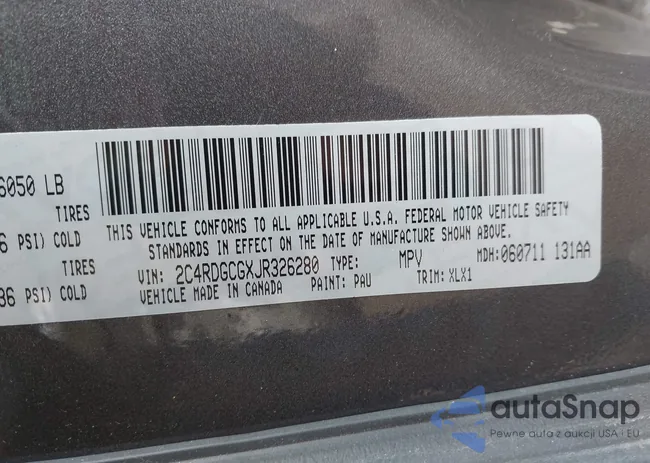 6050 LB
TIRES
6 PSI) COLD
TIRES
36 PSI) COLD
THIS VEHICLE CONFORMS TO ALL APPLICABLE U.S.A. FEDERAL MOTOR VEHICLE SAFETY
STANDARDS IN EFFECT ON THE DATE OF MANUFACTURE SHOWN ABOVE.
VIN: 2C4RDGCGXJR326280 TYPE: MPV MDH: 060711 131AA
VEHICLE MADE IN CANADA PAINT: PAU TRIM: XLX1
autoSnap
Pewne auta z aukcji USA i EU